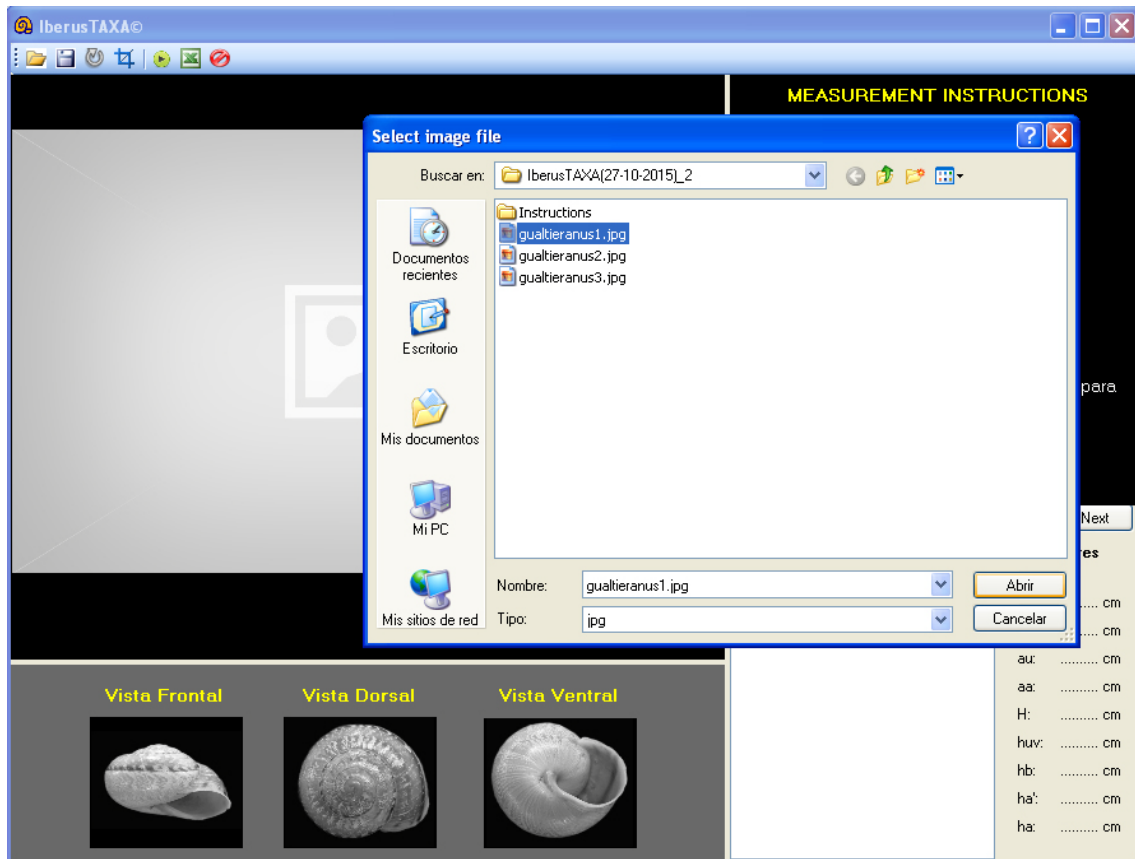 IberusTAXA©
MEASUREMENT INSTRUCTIONS
Select image file
Buscar en:
IberusTAXA(27-10-2015)_2
Documentos
recientes
Escritorio
Mis documentos
Mi PC
Mis sitios de red
Instructions
gualtieranus1.jpg
gualtieranus2.jpg
gualtieranus3.jpg
Nombre:
gualtieranus1.jpg
Abrir
Tipo:
jpg
Cancelar
para
Next
.... cm
.... cm
au: .......... cm
aa: .......... cm
H: .......... cm
huv: .......... cm
hb: .......... cm
ha': .......... cm
ha: .......... cm
Vista Frontal
Vista Dorsal
Vista Ventral